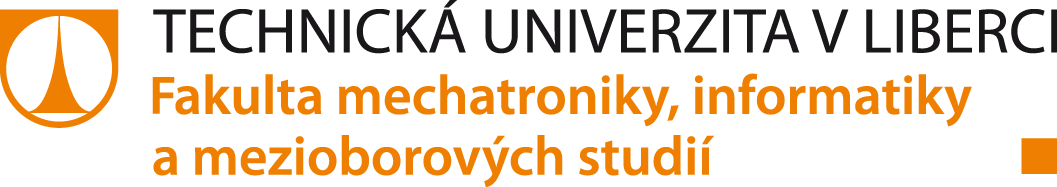 TECHNICKÁ UNIVERZITA V LIBERCI
Fakulta mechatroniky, informatiky
a mezioborových studií